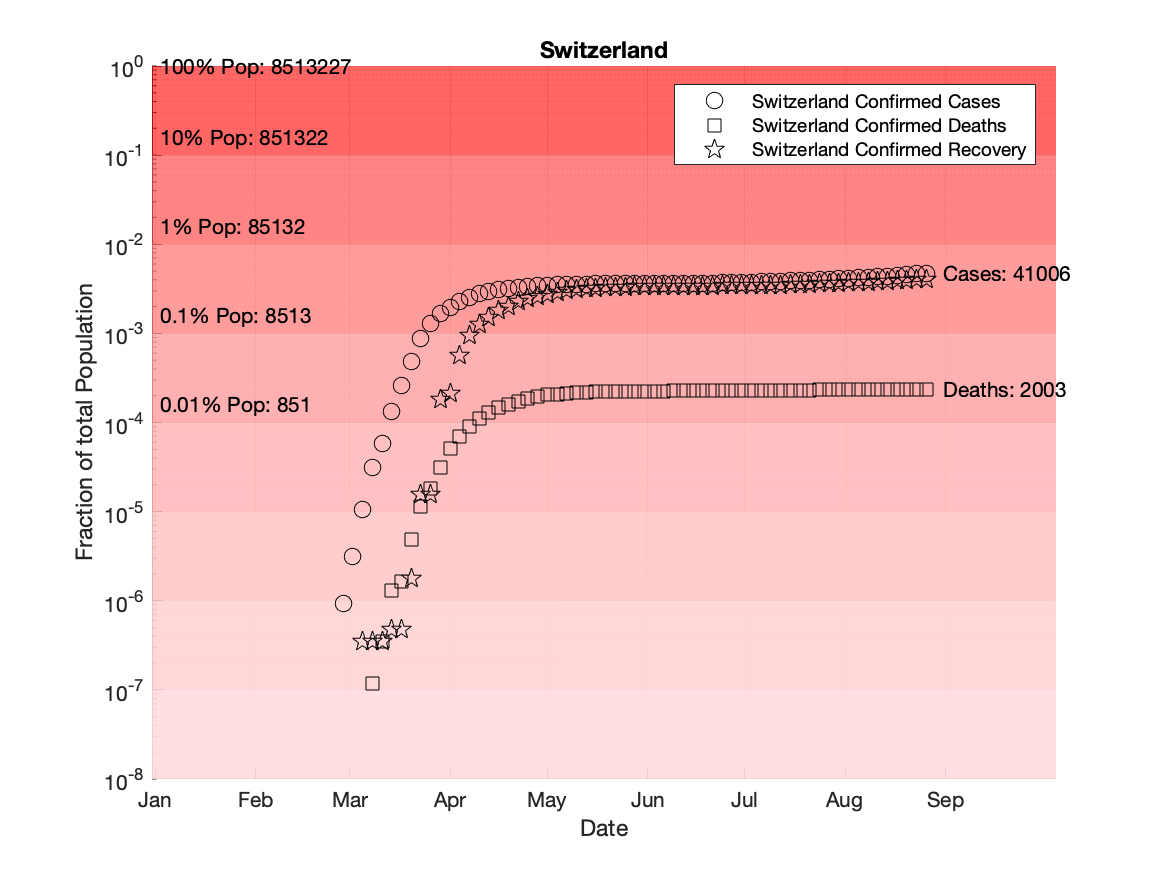 Switzerland
10^0
100% Pop: 8513227
Switzerland Confirmed Cases
Switzerland Confirmed Deaths
Switzerland Confirmed Recovery
10% Pop: 851322
10^-1
1% Pop: 85132
10^-2
Cases: 41006
0.1% Pop: 8513
10^-3
Deaths: 2003
0.01% Pop: 851
10^-4
10^-5
10^-6
10^-7
10^-8
Fraction of total Population
Jan Feb Mar Apr May Jun Jul Aug Sep
Date